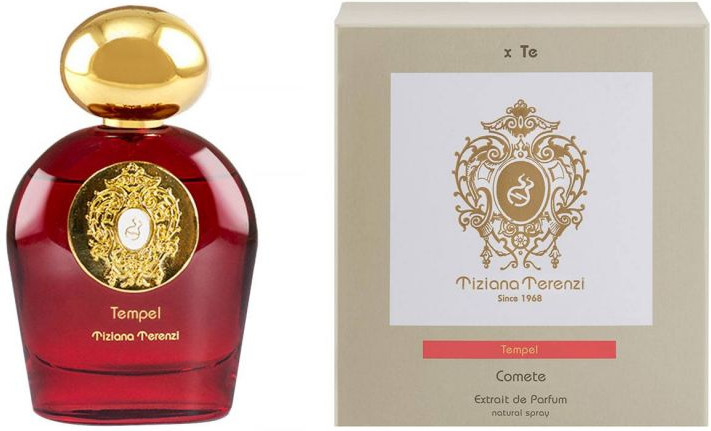 Tempel
Tiziana Terenzi
x Te
Tiziana Terenzi
Since 1968
Tempel
Comete
Extrait de Parfum
natural spray